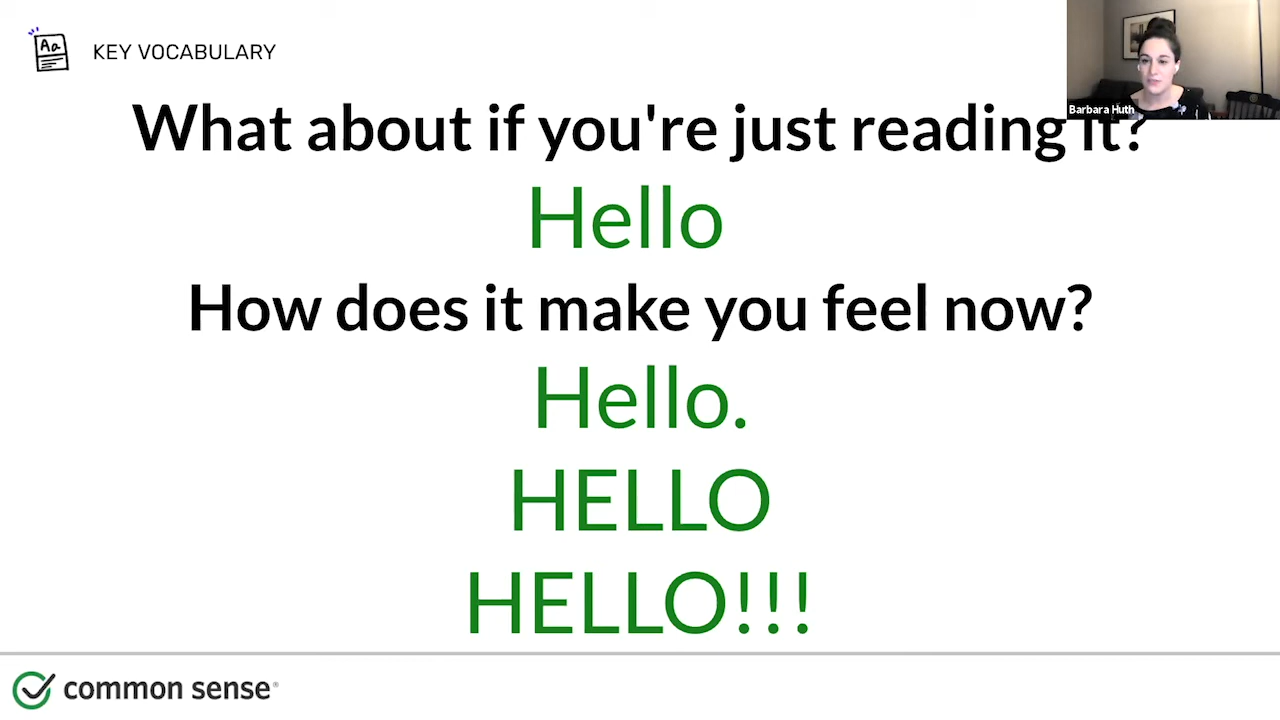 Aa
KEY VOCABULARY
Barbara Huth
What about if you're just reading it?
Hello
How does it make you feel now?
Hello.
HELLO
HELLO!!!
common sense®